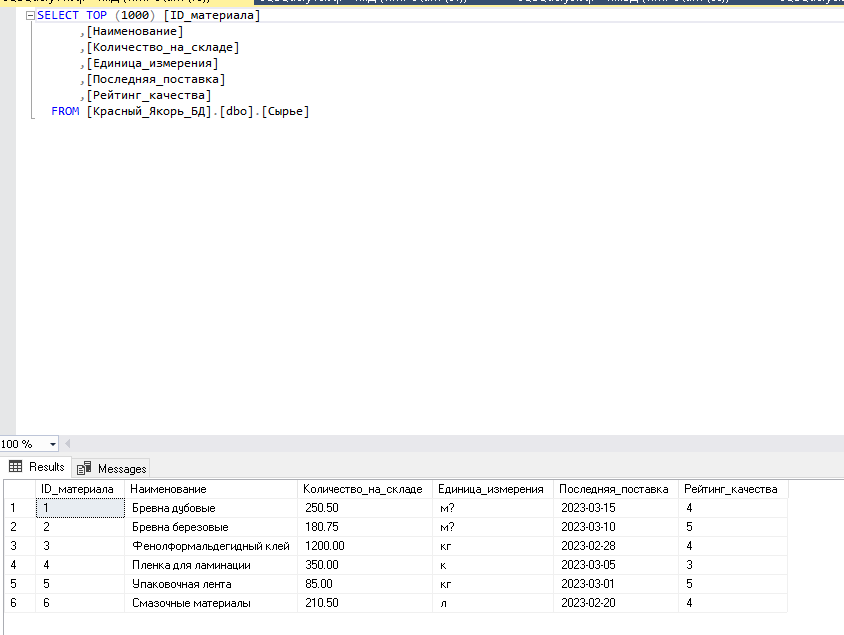 SELECT TOP (1000) [ID_материала]
,[Наименование]
,[Количество_на_складе]
,[Единица_измерения]
,[Последняя_поставка]
,[Рейтинг_качества]
FROM [Красный_Якорь_БД].[dbo].[Сырье]
100 %
Results Messages
ID_материала Наименование Количество_на_складе Единица_измерения Последняя_поставка Рейтинг_качества
1 1 Бревна дубовые 250.50 м? 2023-03-15 4
2 2 Бревна березовые 180.75 м? 2023-03-10 5
3 3 Фенолформальдегидный клей 1200.00 кг 2023-02-28 4
4 4 Пленка для ламинации 350.00 к 2023-03-05 3
5 5 Упаковочная лента 85.00 кг 2023-03-01 5
6 6 Смазочные материалы 210.50 л 2023-02-20 4